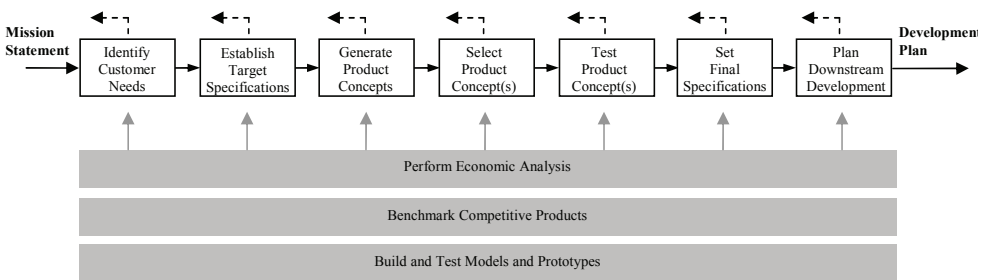 Mission
Statement
Identify
Customer
Needs
Establish
Target
Specifications
Generate
Product
Concepts
Select
Product
Concept(s)
Test
Product
Concept(s)
Set
Final
Specifications
Plan
Downstream
Development
Development
Plan
Perform Economic Analysis
Benchmark Competitive Products
Build and Test Models and Prototypes